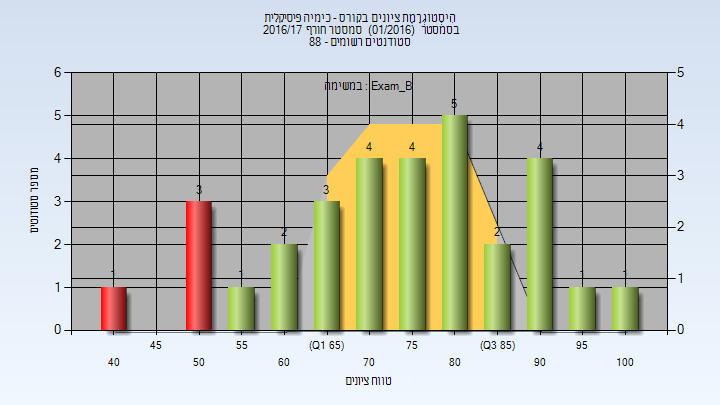 היסטוגרמת ציונים בקורס - כימיה פיסיקלית
בסמסטר (01/2016) סמסטר חורף 2016/17
סטודנטים רשומים - 88
במשימה : Exam_B
מספר סטודנטים
6 5 4 3 2 1 0
5 4 3 2 1 0
1 3 1 2 3 4 4 5 2 4 1 1
45 55 (Q1 65) 75 (Q3 85) 95
40 50 60 70 80 90 100
טווח ציונים